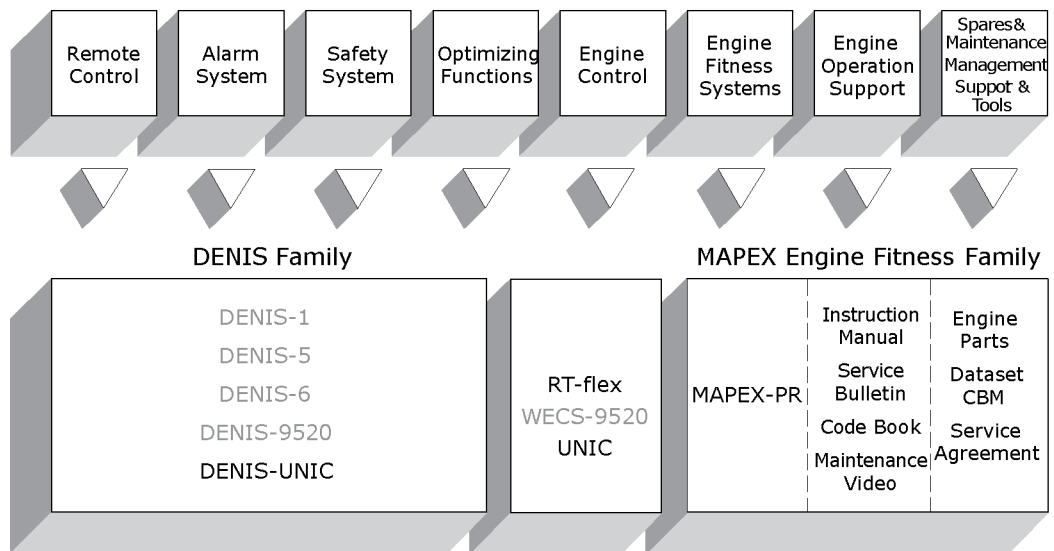 Remote
Control
Alarm
System
Safety
System
Optimizing
Functions
Engine
Control
Engine
Fitness
Systems
Engine
Operation
Support
Spares&
Maintenance
Management
Suppot &
Tools
DENIS Family
MAPEX Engine Fitness Family
DENIS-1
DENIS-5
DENIS-6
DENIS-9520
DENIS-UNIC
RT-flex
WECS-9520
UNIC
MAPEX-PR
Instruction
Manual
Service
Bulletin
Code Book
Maintenance
Video
Engine
Parts
Dataset
CBM
Service
Agreement